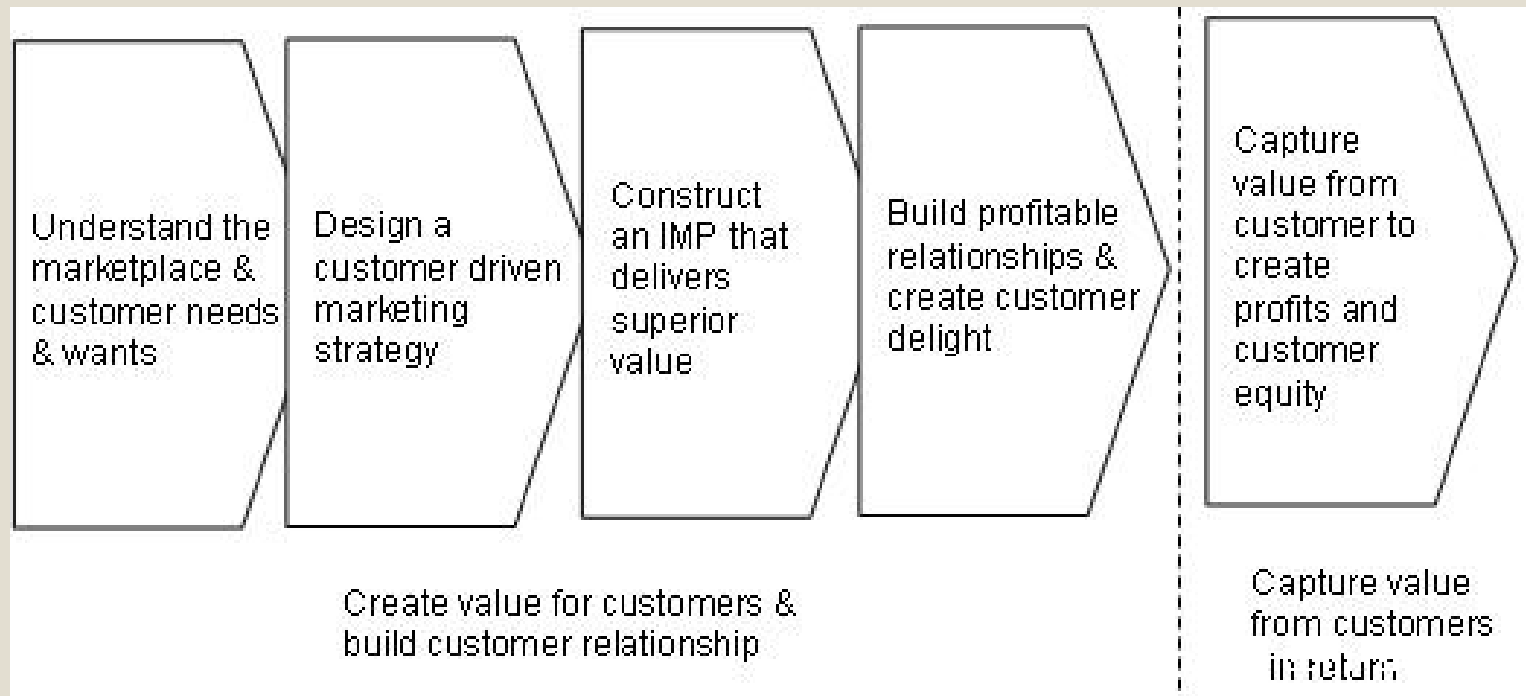 Understand the
marketplace &
customer needs
& wants
Design a
customer driven
marketing
strategy
Construct
an IMP that
delivers
superior
value
Build profitable
relationships &
create customer
delight
Capture
value from
customer to
create
profits and
customer
equity
Create value for customers &
build customer relationship
Capture value
from customers
in return